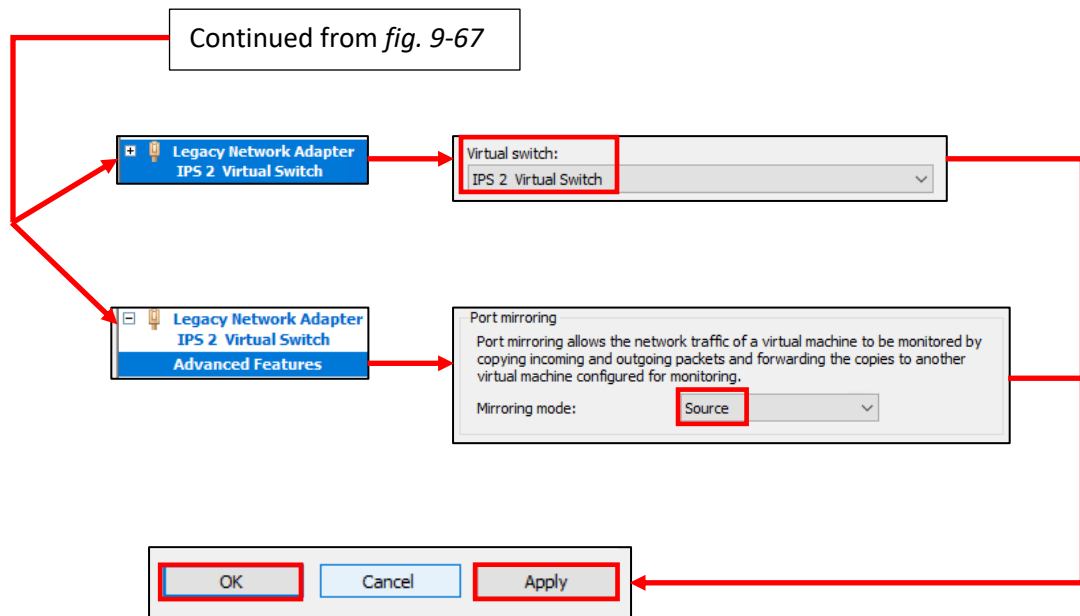 Continued from fig. 9-67
Legacy Network Adapter
IPS 2 Virtual Switch
Virtual switch:
IPS 2 Virtual Switch
Legacy Network Adapter
IPS 2 Virtual Switch
Advanced Features
Port mirroring
Port mirroring allows the network traffic of a virtual machine to be monitored by
copying incoming and outgoing packets and forwarding the copies to another
virtual machine configured for monitoring.
Mirroring mode: Source
OK Cancel Apply